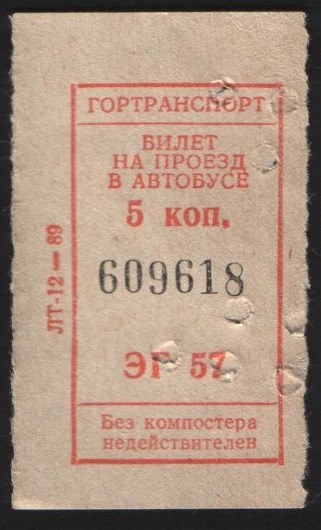 ГОРТРАНСПОРТ
БИЛЕТ
НА ПРОЕЗД
В АВТОБУСЕ
5 коп.
609618
ЭГ 57
Без компостера
недействителен
ЛТ-12—89